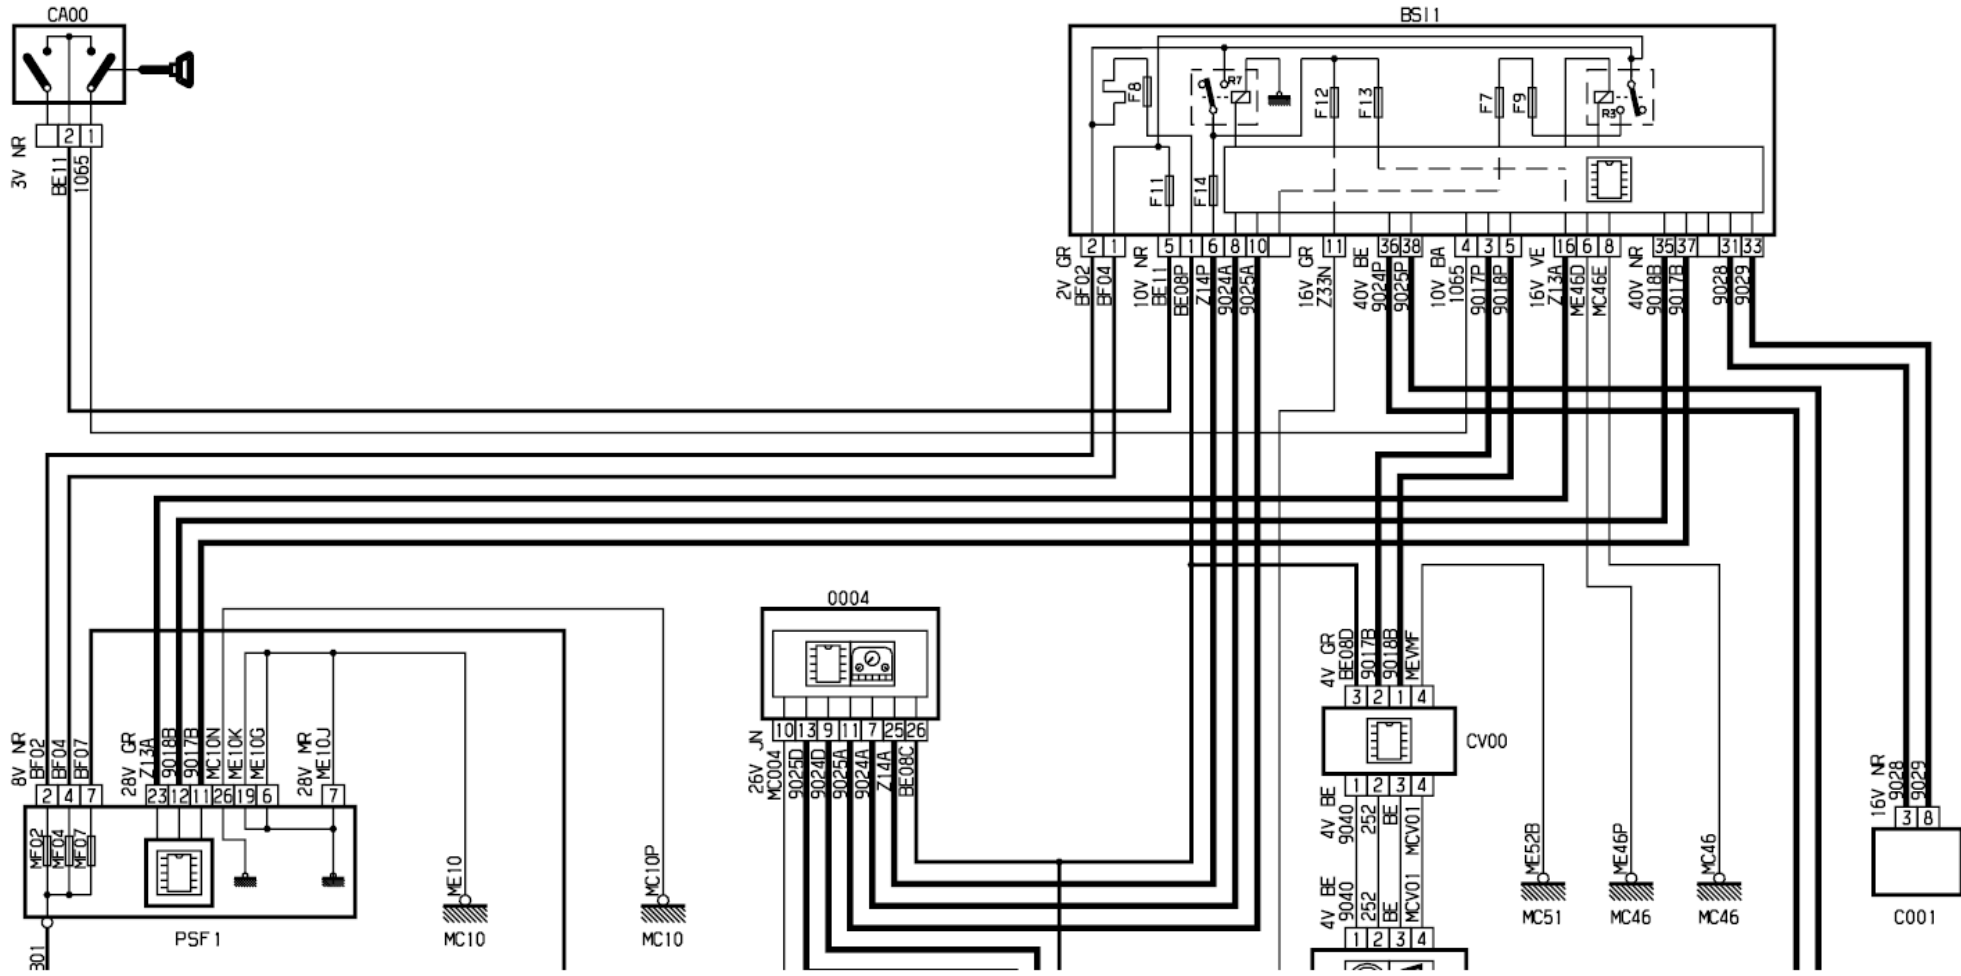 CA00
3V NR
2 1
BE11
1065
BSI1
F8
R7
F12
F13
F7
F9
R3
F11
F14
2 1 5 1 6 8 10 11 36 38 4 3 5 16 6 8 35 37 31 33
2V GR
BF02
BF04
10V NR
BE11
BE08P
Z14P
9024A
9025A
16V GR
Z33N
40V BE
9024P
9025P
10V BA
1065
9017P
9018P
16V VE
Z13A
ME46D
MC46E
40V NR
9018B
9017B
9028
9029
8V NR
BF02
BF04
BF07
28V GR
Z13A
9018B
9017B
MC10N
ME10K
ME10G
28V MR
ME10J
2 4 7 23 12 11 26 19 6 7
MF02
MF04
MF07
PSF1
B01
ME10
MC10
MC10P
MC10
0004
10 13 9 11 7 25 26
26V JN
MC004
9025D
9024D
9025A
9024A
Z14A
BE08C
4V GR
BE08D
9017B
9018B
MEVMF
3 2 1 4
CV00
1 2 3 4
4V BE
9040
252
BE
MCV01
4V BE
9040
252
BE
MCV01
1 2 3 4
ME52B
MC51
ME46P
MC46
MC46
MC46
16V NR
9028
9029
3 8
C001